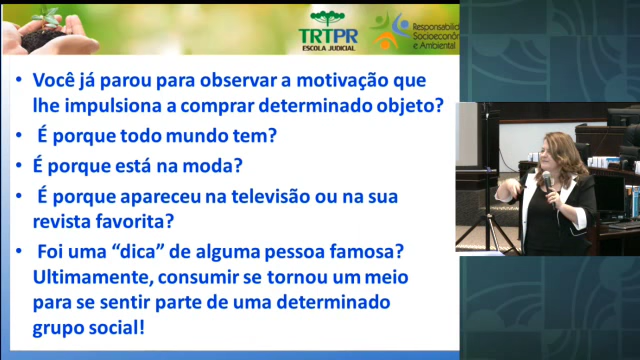 TRTPR
ESCOLA JUDICIAL
Responsabilid
Socioeconôm
e Ambiental
• Você já parou para observar a motivação que
lhe impulsiona a comprar determinado objeto?
• É porque todo mundo tem?
• É porque está na moda?
• É porque apareceu na televisão ou na sua
revista favorita?
• Foi uma “dica” de alguma pessoa famosa?
Ultimamente, consumir se tornou um meio
para se sentir parte de uma determinado
grupo social!